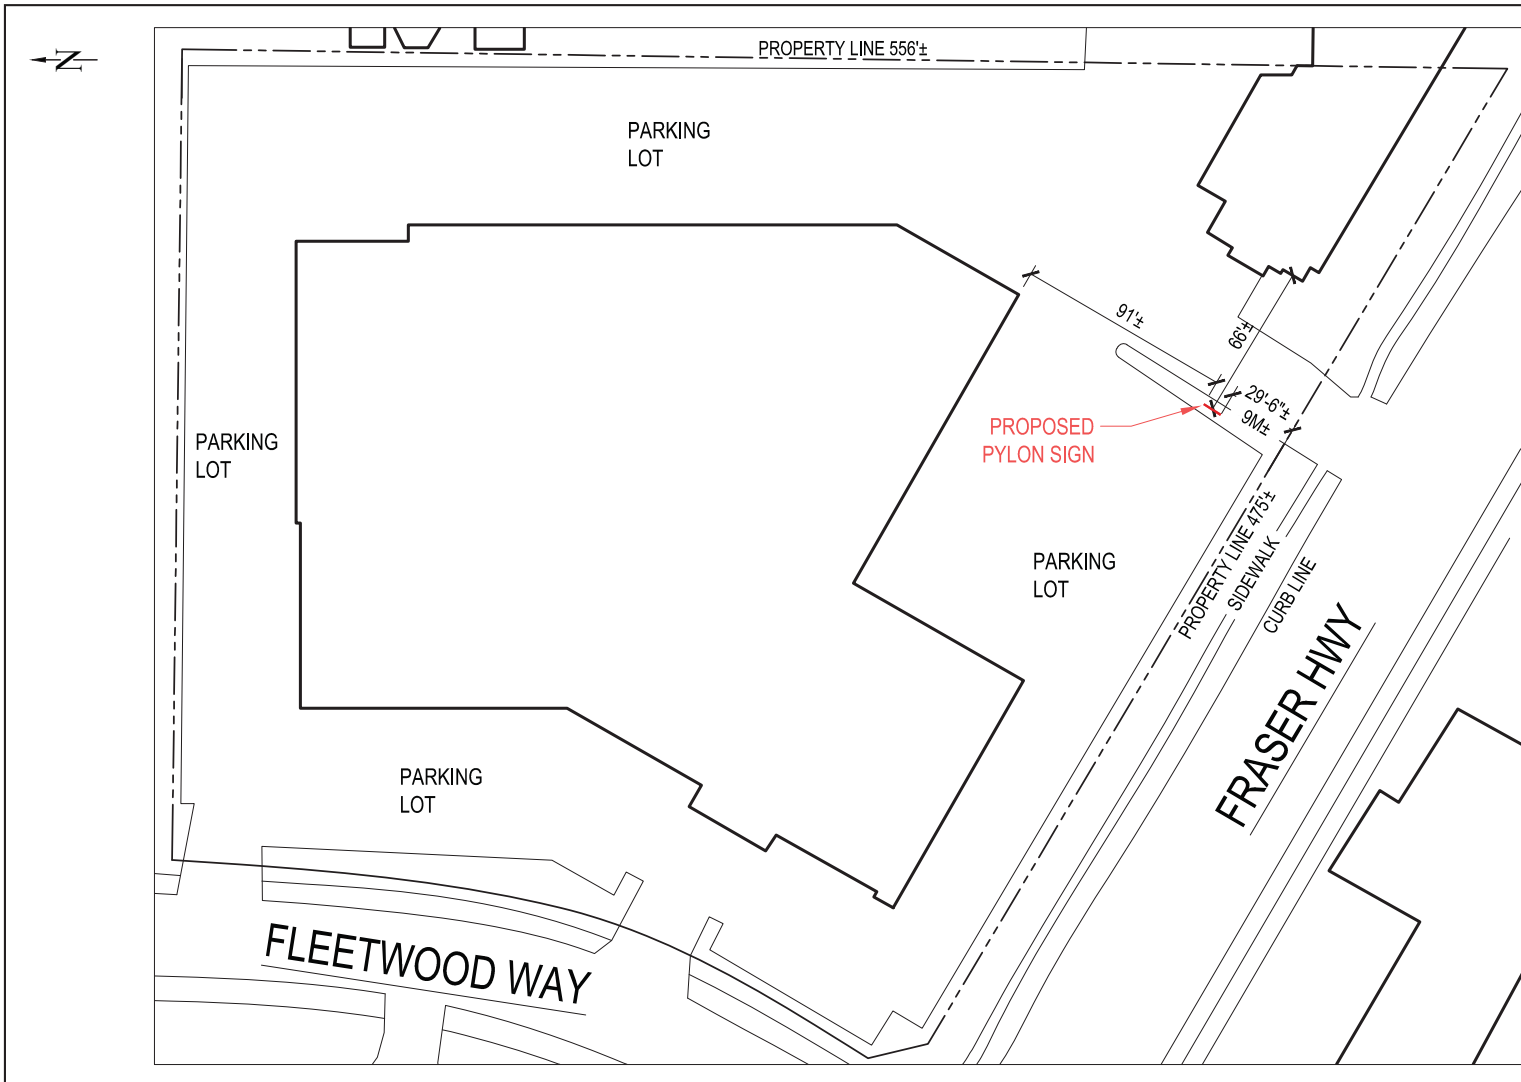 N
PROPERTY LINE 556'±
PARKING
LOT
91'±
66'±
29'-6"±
9M±
PROPOSED
PYLON SIGN
PARKING
LOT
PROPERTY LINE 475'±
SIDEWALK
CURB LINE
PARKING
LOT
FRASER HWY
PARKING
LOT
FLEETWOOD WAY